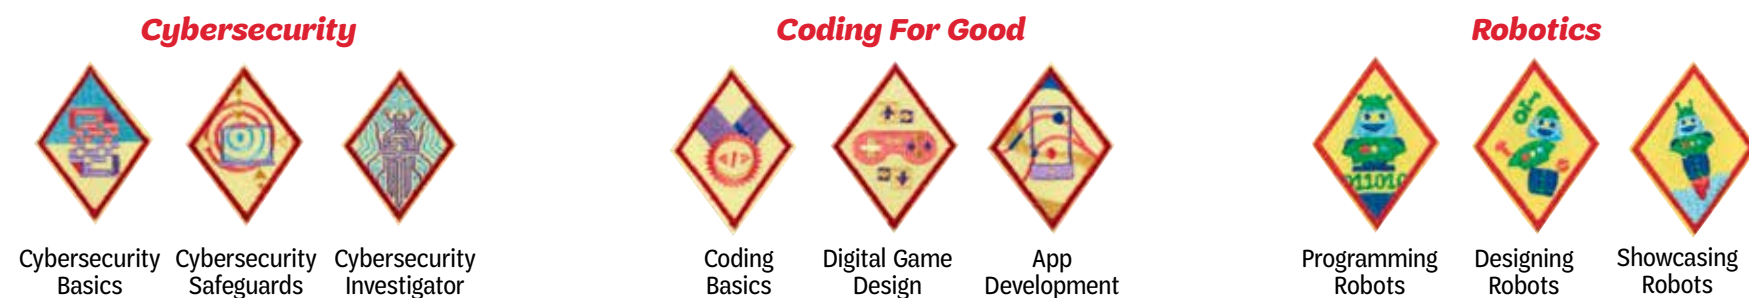 Cybersecurity
Cybersecurity
Basics
Cybersecurity
Safeguards
Cybersecurity
Investigator
Coding For Good
</>
Coding
Basics
Digital Game
Design
App
Development
Robotics
011010
Programming
Robots
Designing
Robots
Showcasing
Robots